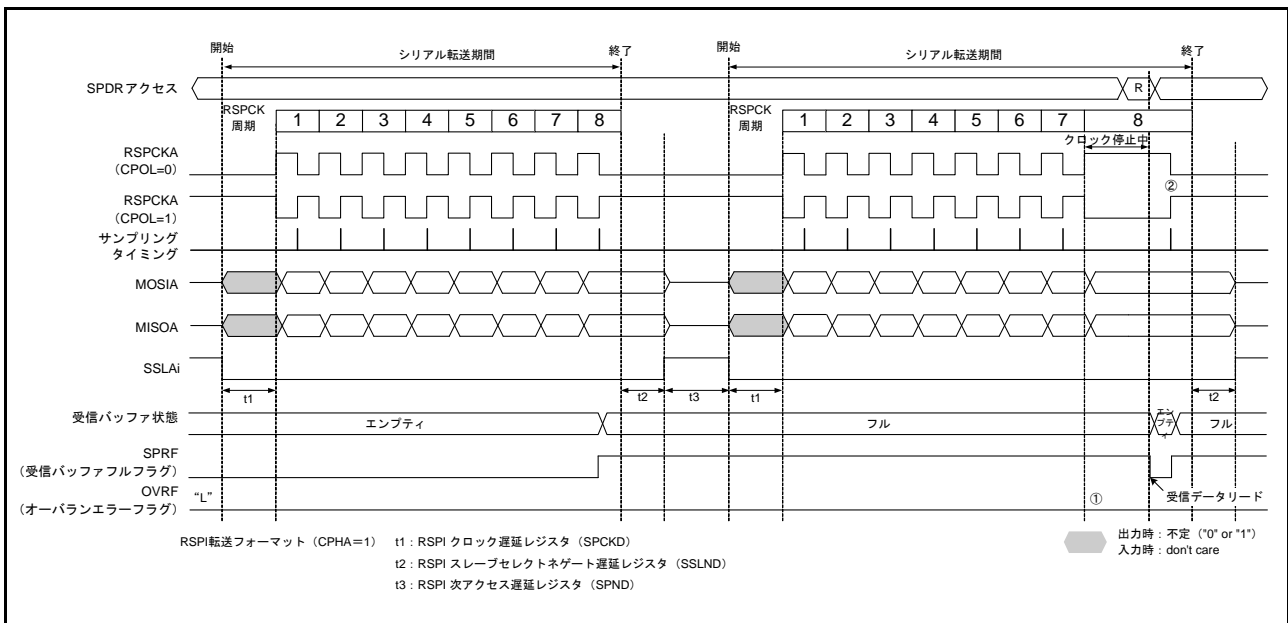 開始 シリアル転送期間 終了 開始 シリアル転送期間 終了
SPDRアクセス R
RSPCK
周期
1 2 3 4 5 6 7 8
RSPCK
周期
1 2 3 4 5 6 7 8
クロック停止中
RSPCKA
(CPOL=0)
②
RSPCKA
(CPOL=1)
サンプリング
タイミング
MOSIA
MISOA
SSLAi
t1 t2 t3 t1 t2
受信バッファ状態 エンプティ フル エンプティ フル
SPRF
(受信バッファフルフラグ)
OVRF
(オーバランエラーフラグ)
“L” ① 受信データリード
RSPI転送フォーマット(CPHA=1) t1:RSPI クロック遅延レジスタ(SPCKD)
t2:RSPI スレーブセレクトネゲート遅延レジスタ(SSLND)
t3:RSPI 次アクセス遅延レジスタ(SPND)
出力時:不定("0" or "1")
入力時:don't care